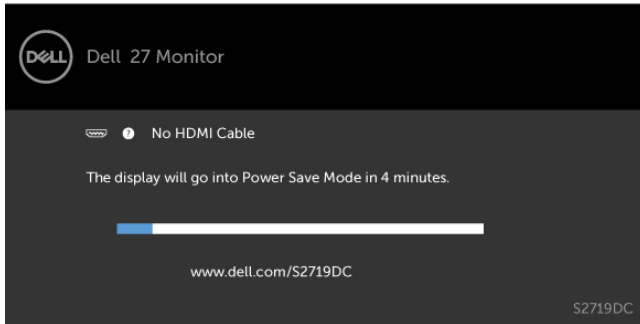 DELL
Dell 27 Monitor
? No HDMI Cable
The display will go into Power Save Mode in 4 minutes.
www.dell.com/S2719DC
S2719DC